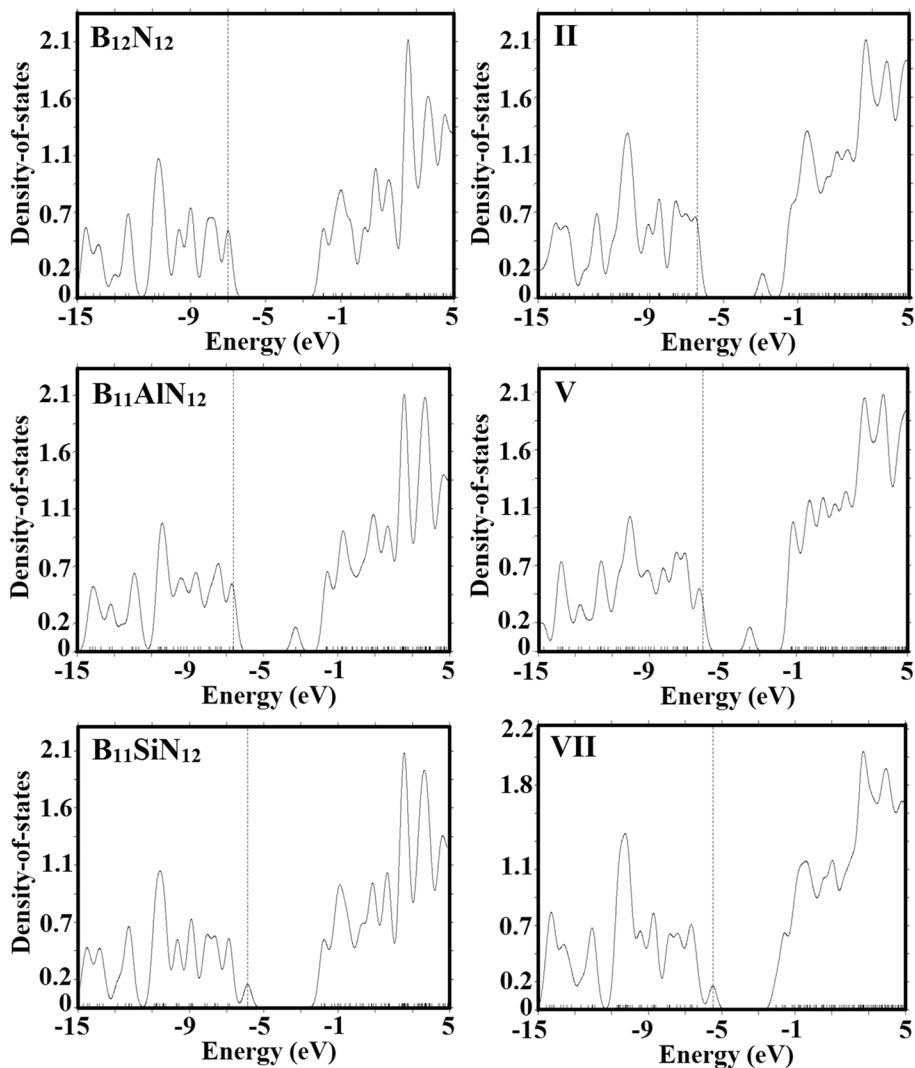 B₁₂N₁₂
Density-of-states
2.1
1.6
1.1
0.7
0.2
0
-15 -9 -5 -1 5
Energy (eV)
II
Density-of-states
2.1
1.6
1.1
0.7
0.2
0
-15 -9 -5 -1 5
Energy (eV)
B₁₁AlN₁₂
Density-of-states
2.1
1.6
1.1
0.7
0.2
0
-15 -9 -5 -1 5
Energy (eV)
V
Density-of-states
2.1
1.6
1.1
0.7
0.2
0
-15 -9 -5 -1 5
Energy (eV)
B₁₁SiN₁₂
Density-of-states
2.1
1.6
1.1
0.7
0.2
0
-15 -9 -5 -1 5
Energy (eV)
VII
Density-of-states
2.2
1.8
1.1
0.7
0.2
0
-15 -9 -5 -1 5
Energy (eV)